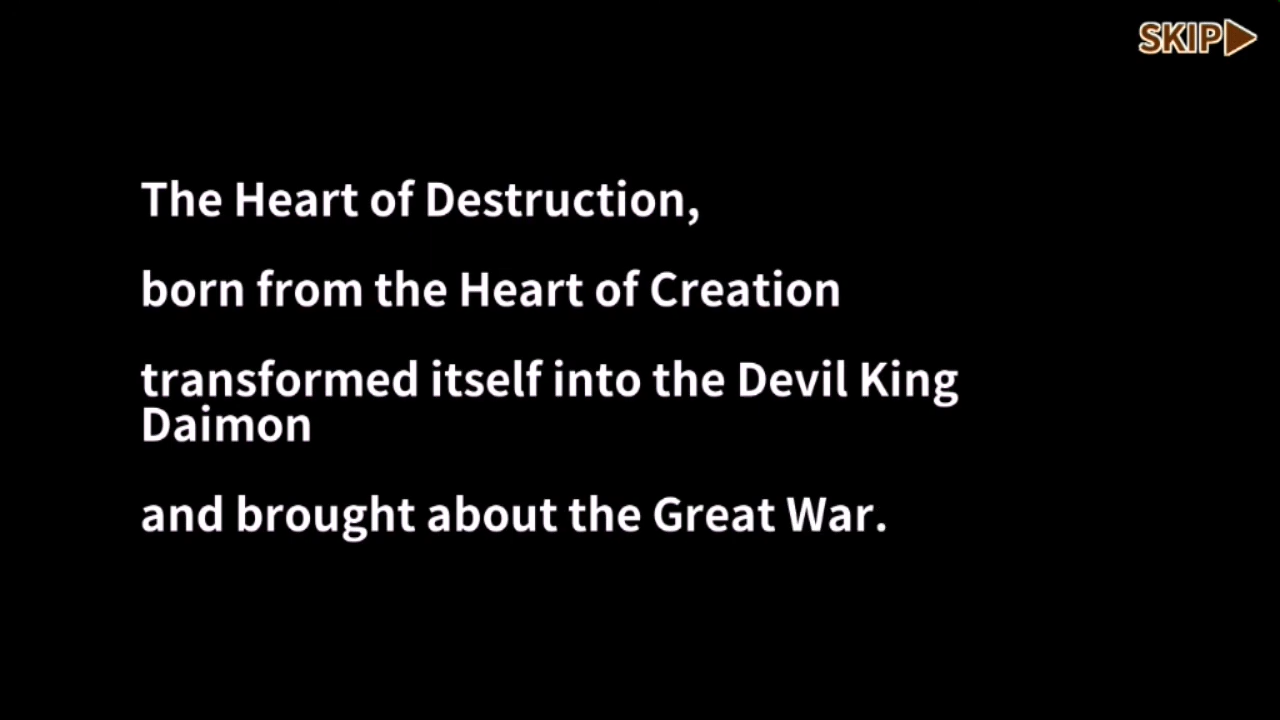 SKIP
The Heart of Destruction,
born from the Heart of Creation
transformed itself into the Devil King
Daimon
and brought about the Great War.